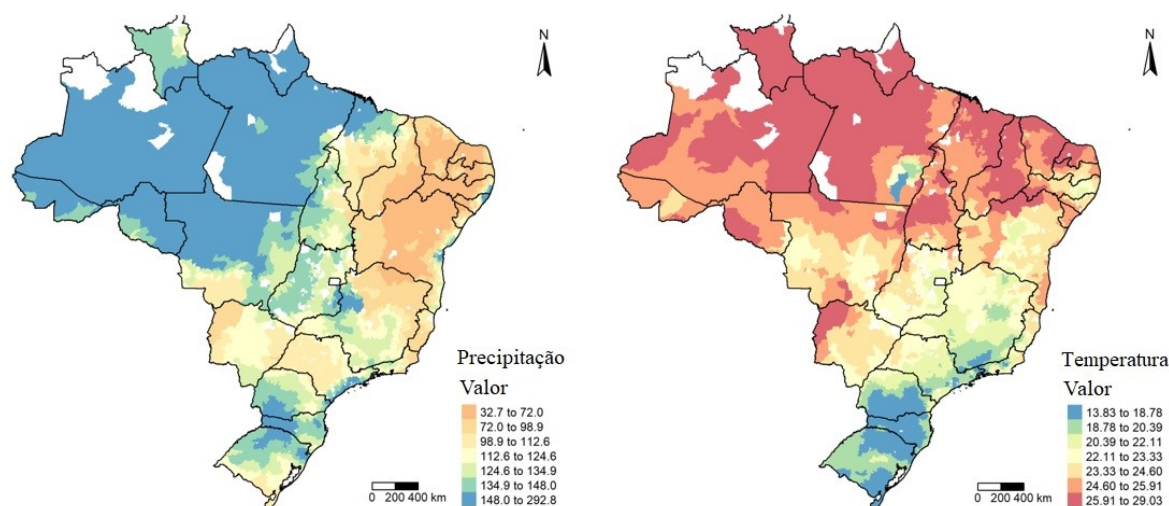 N
Precipitação
Valor
32.7 to 72.0
72.0 to 98.9
98.9 to 112.6
112.6 to 124.6
124.6 to 134.9
134.9 to 148.0
148.0 to 292.8
0 200 400 km
N
Temperatura
Valor
13.83 to 18.78
18.78 to 20.39
20.39 to 22.11
22.11 to 23.33
23.33 to 24.60
24.60 to 25.91
25.91 to 29.03
0 200 400 km